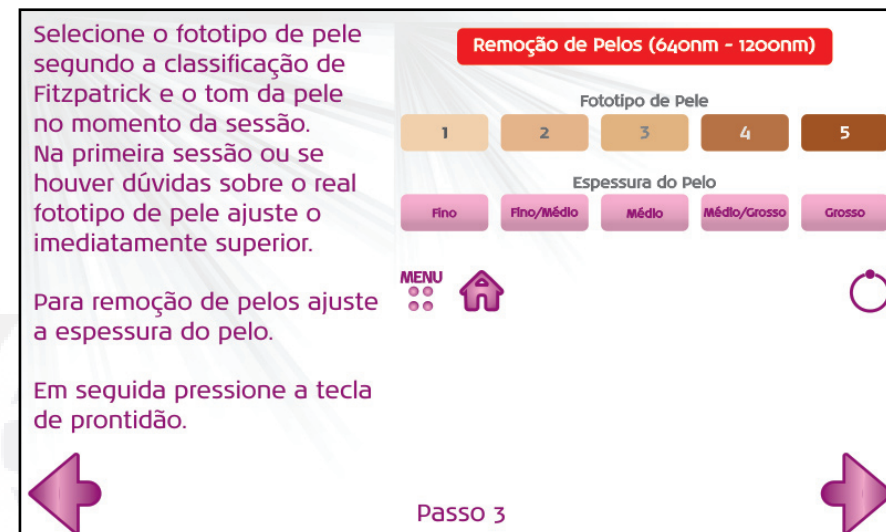 Selecione o fototipo de pele
segundo a classificação de
Fitzpatrick e o tom da pele
no momento da sessão.
Na primeira sessão ou se
houver dúvidas sobre o real
fototipo de pele ajuste o
imediatamente superior.
Para remoção de pelos ajuste
a espessura do pelo.
Em seguida pressione a tecla
de prontidão.
Remoção de Pelos (640nm - 1200nm)
Fototipo de Pele
1 2 3 4 5
Espessura do Pelo
Fino Fino/Médio Médio Médio/Grosso Grosso
MENU
Passo 3